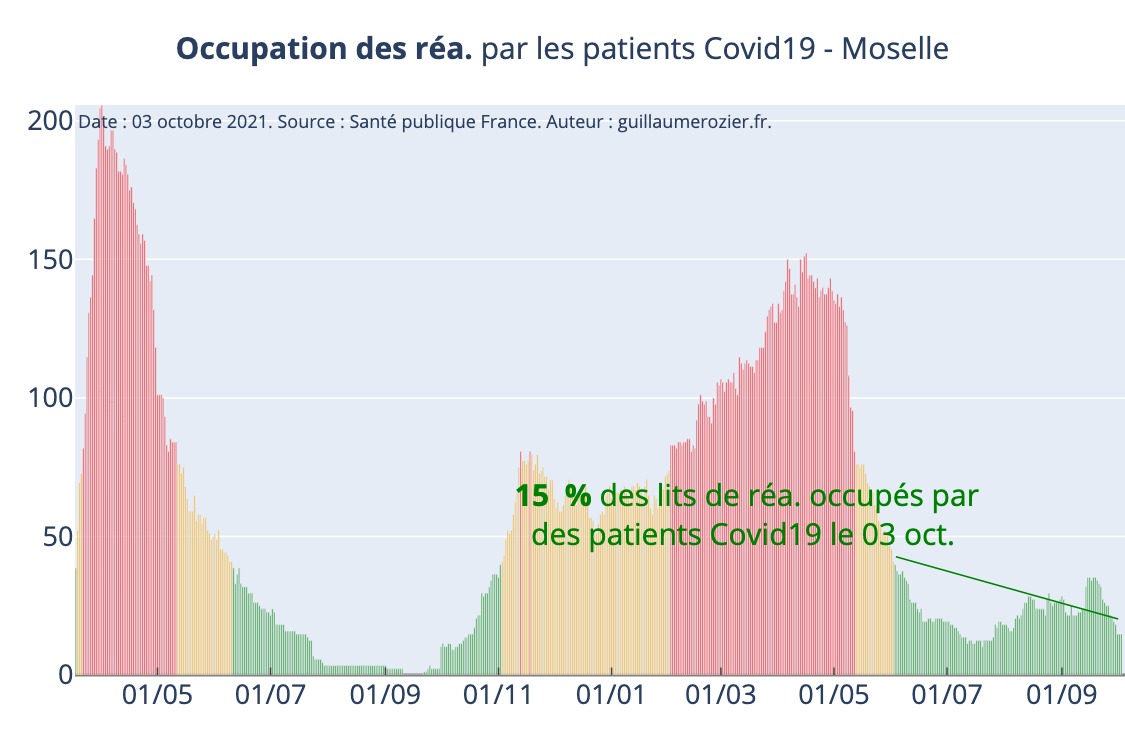 Occupation des réa. par les patients Covid19 - Moselle
Date : 03 octobre 2021. Source : Santé publique France. Auteur : guillaumerozier.fr.
200
150
100
50
0
15 % des lits de réa. occupés par
des patients Covid19 le 03 oct.
01/05 01/07 01/09 01/11 01/01 01/03 01/05 01/07 01/09